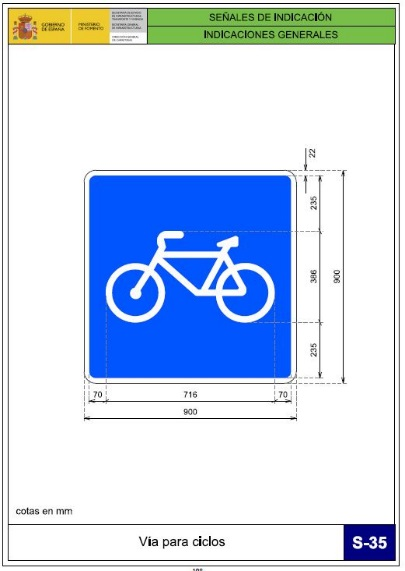 GOBIERNO
DE ESPAÑA
MINISTERIO
DE FOMENTO
SEÑALES DE INDICACIÓN
INDICACIONES GENERALES
22
235
386
900
235
70
716
70
900
cotas en mm
Vía para ciclos
S-35